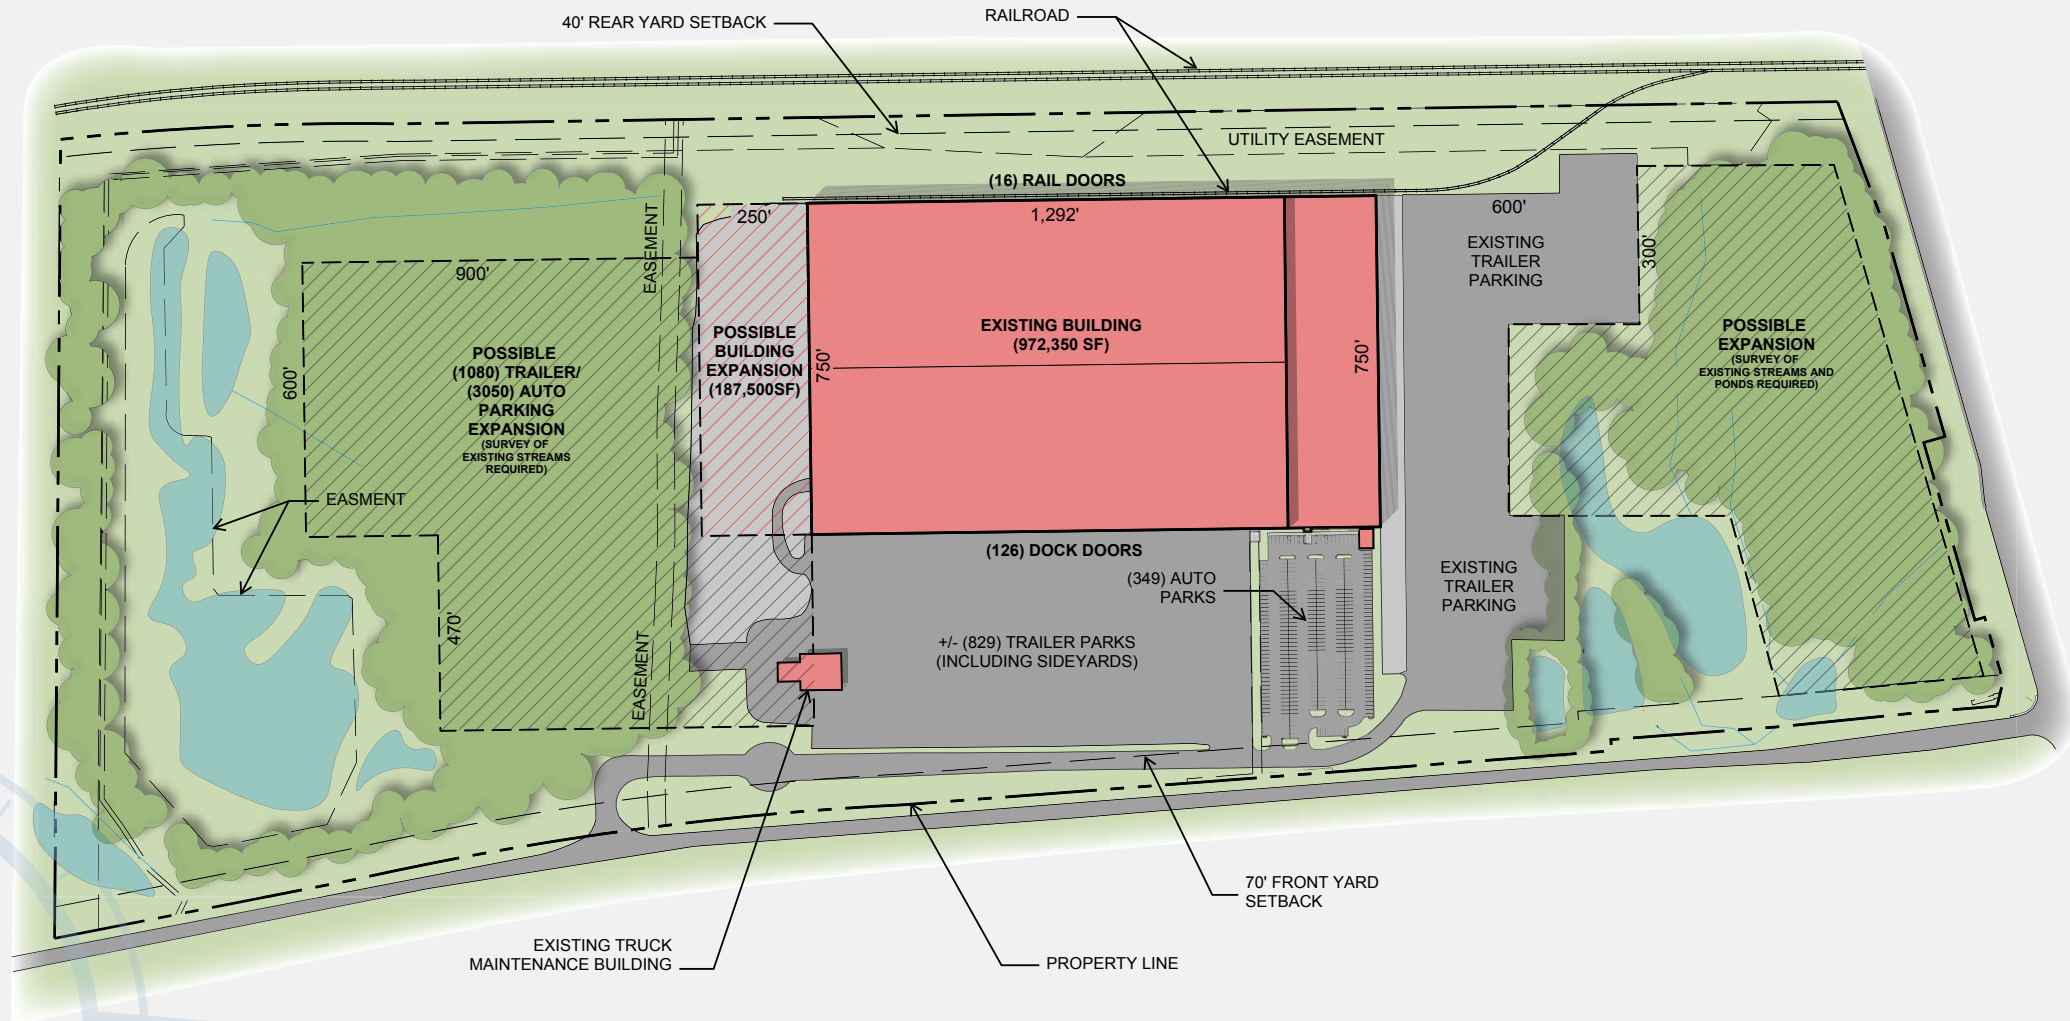 40' REAR YARD SETBACK
RAILROAD
UTILITY EASEMENT
(16) RAIL DOORS
250'
1,292'
600'
EASEMENT
EXISTING
TRAILER
PARKING
300'
900'
600'
POSSIBLE
(1080) TRAILER/
(3050) AUTO
PARKING
EXPANSION
(SURVEY OF
EXISTING STREAMS
REQUIRED)
POSSIBLE
BUILDING
EXPANSION
(187,500SF)
750'
EXISTING BUILDING
(972,350 SF)
750'
POSSIBLE
EXPANSION
(SURVEY OF
EXISTING STREAMS AND
PONDS REQUIRED)
EASMENT
(126) DOCK DOORS
(349) AUTO
PARKS
EXISTING
TRAILER
PARKING
470'
EASEMENT
+/- (829) TRAILER PARKS
(INCLUDING SIDEYARDS)
70' FRONT YARD
SETBACK
EXISTING TRUCK
MAINTENANCE BUILDING
PROPERTY LINE